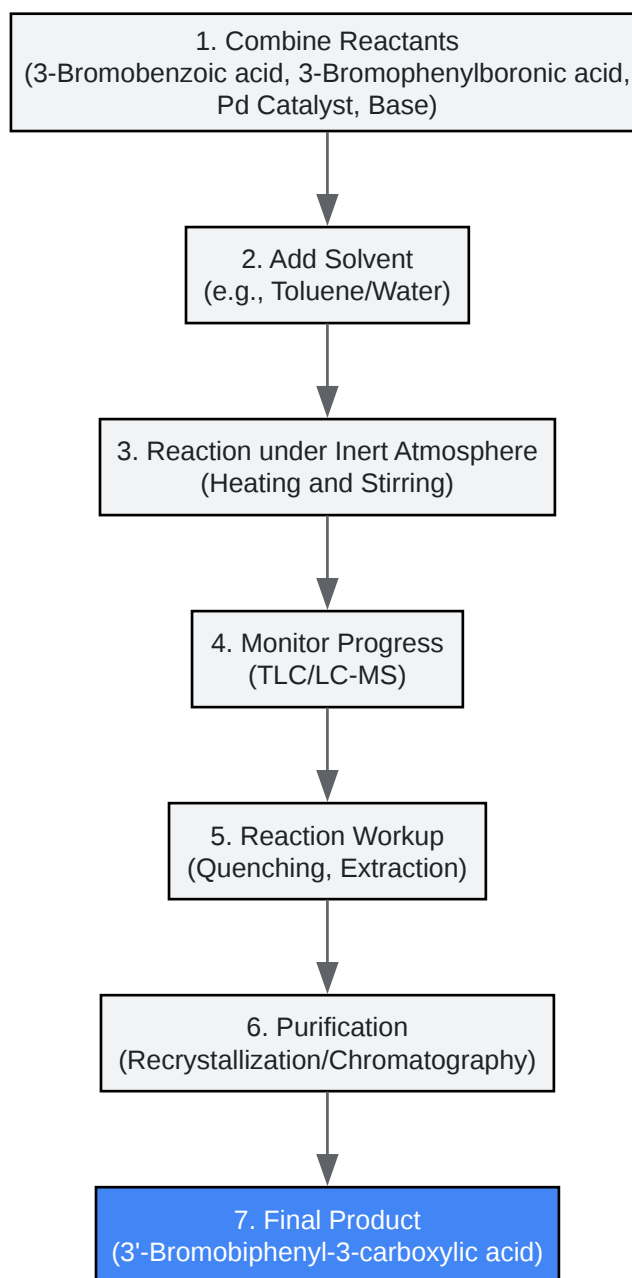 1. Combine Reactants
(3-Bromobenzoic acid, 3-Bromophenylboronic acid,
Pd Catalyst, Base)
2. Add Solvent
(e.g., Toluene/Water)
3. Reaction under Inert Atmosphere
(Heating and Stirring)
4. Monitor Progress
(TLC/LC-MS)
5. Reaction Workup
(Quenching, Extraction)
6. Purification
(Recrystallization/Chromatography)
7. Final Product
(3'-Bromobiphenyl-3-carboxylic acid)